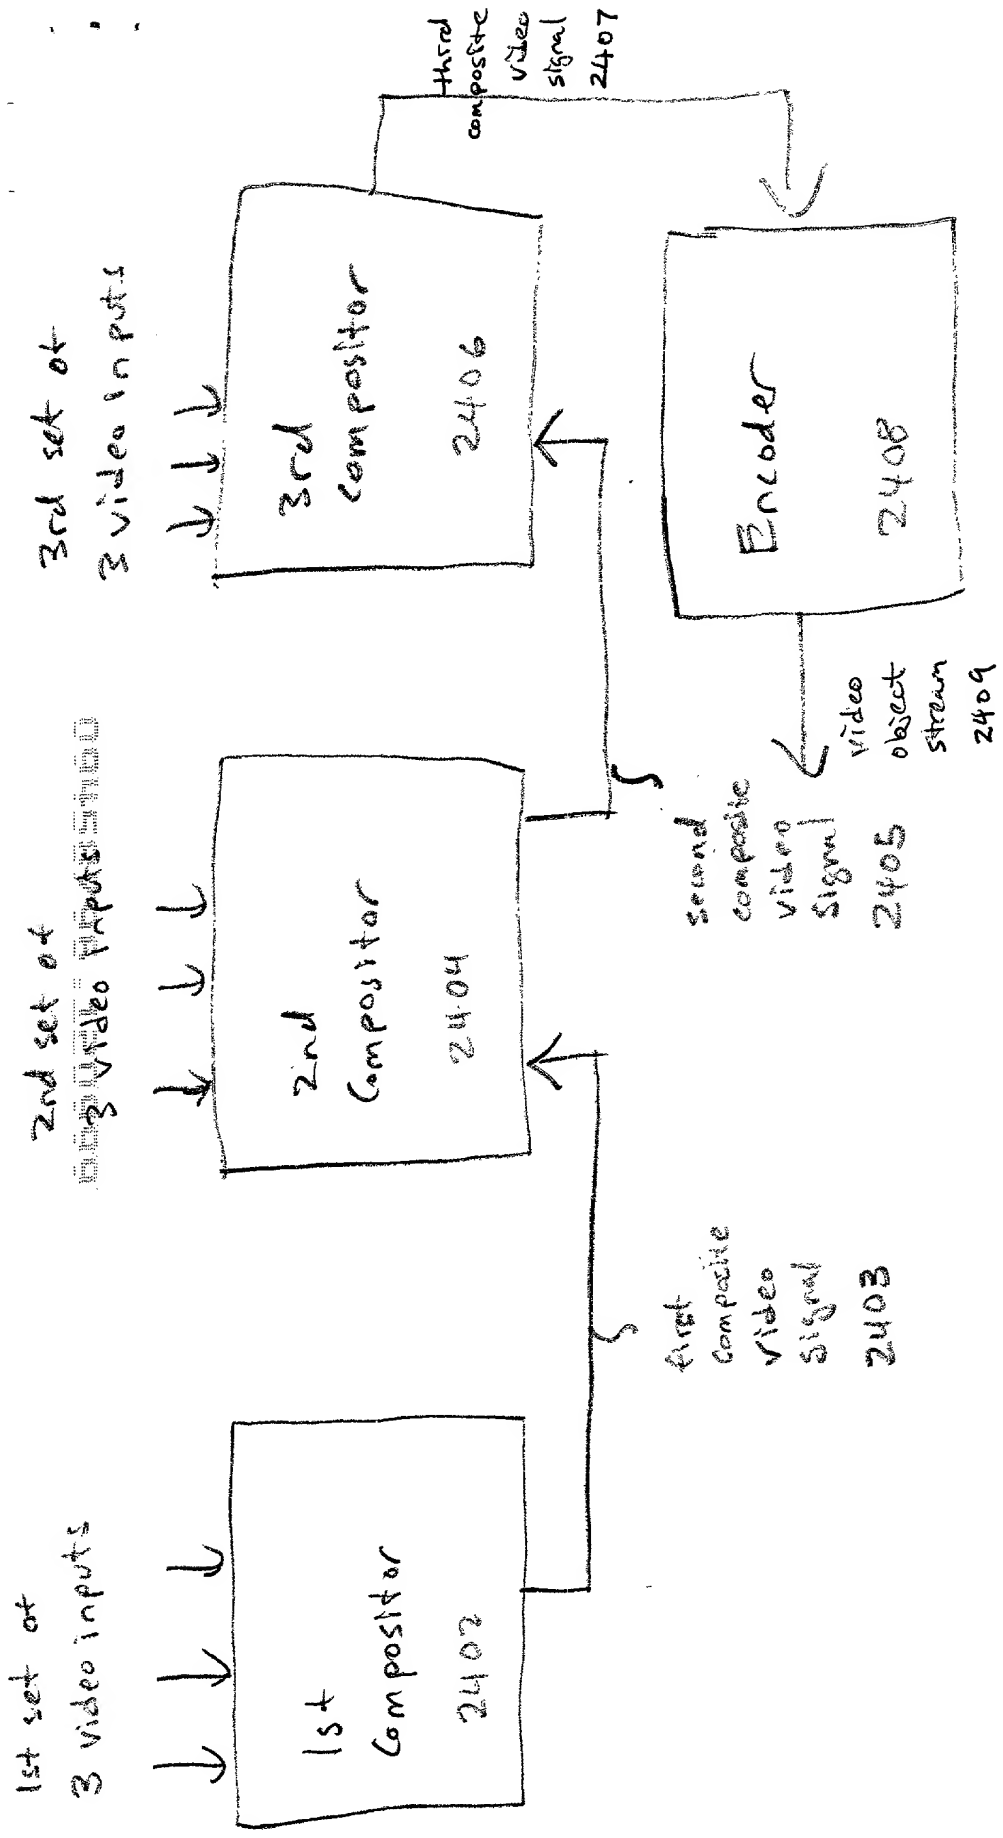 1st set of
3 video inputs
1st
Compositor
2402
first
composite
video
signal
2403
2nd set of
3 video inputs
2nd
Compositor
2404
second
composite
video
signal
2405
3rd set of
3 video inputs
3rd
compositor
2406
third
composite
video
signal
2407
Encoder
2408
video
object
stream
2409